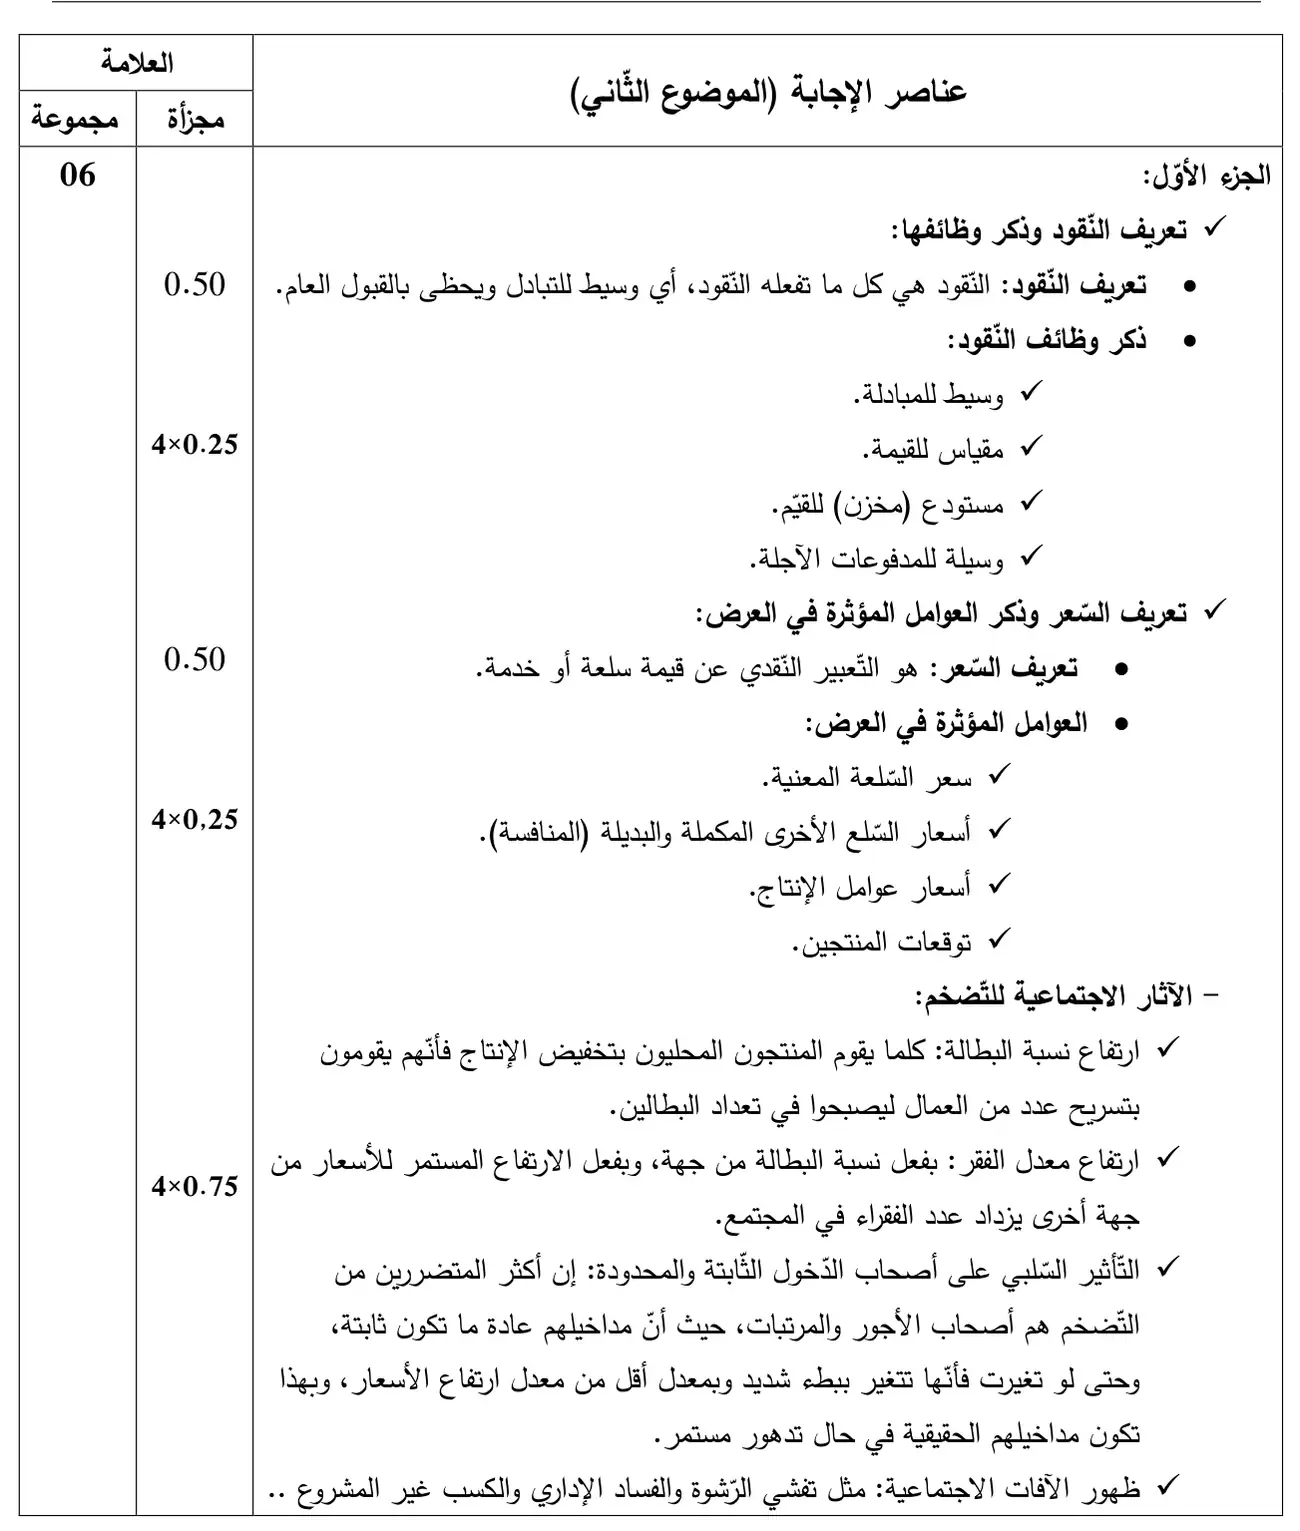 عناصر الإجابة (الموضوع الثّاني)
العلامة
مجزأة
مجموعة
الجزء الأوّل:
06
✓ تعريف النّقود وذكر وظائفها:
• تعريف النّقود: النّقود هي كل ما تفعله النّقود، أي وسيط للتبادل ويحظى بالقبول العام.
0.50
• ذكر وظائف النّقود:
✓ وسيط للمبادلة.
✓ مقياس للقيمة.
4×0.25
✓ مستودع (مخزن) للقيّم.
✓ وسيلة للمدفوعات الآجلة.
✓ تعريف السّعر وذكر العوامل المؤثرة في العرض:
• تعريف السّعر: هو التّعبير النّقدي عن قيمة سلعة أو خدمة.
0.50
• العوامل المؤثرة في العرض:
✓ سعر السّلعة المعنية.
✓ أسعار السّلع الأخرى المكملة والبديلة (المنافسة).
4×0,25
✓ أسعار عوامل الإنتاج.
✓ توقعات المنتجين.
- الآثار الاجتماعية للتّضخم:
✓ ارتفاع نسبة البطالة: كلما يقوم المنتجون المحليون بتخفيض الإنتاج فأنّهم يقومون
بتسريح عدد من العمال ليصبحوا في تعداد البطالين.
✓ ارتفاع معدل الفقر: بفعل نسبة البطالة من جهة، وبفعل الارتفاع المستمر للأسعار من
4×0.75
جهة أخرى يزداد عدد الفقراء في المجتمع.
✓ التّأثير السّلبي على أصحاب الدّخول الثّابتة والمحدودة: إن أكثر المتضررين من
التّضخم هم أصحاب الأجور والمرتبات، حيث أنّ مداخيلهم عادة ما تكون ثابتة،
وحتى لو تغيرت فأنّها تتغير ببطء شديد وبمعدل أقل من معدل ارتفاع الأسعار، وبهذا
تكون مداخيلهم الحقيقية في حال تدهور مستمر.
✓ ظهور الآفات الاجتماعية: مثل تفشي الرّشوة والفساد الإداري والكسب غير المشروع ..